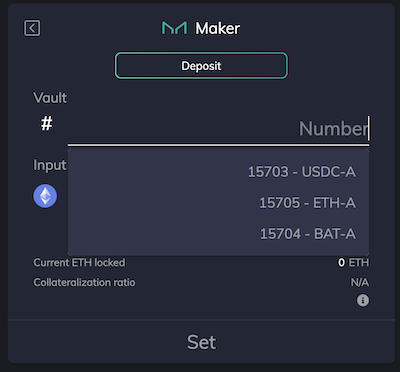 Maker
Deposit
Vault
# Number
Input
15703 - USDC-A
15705 - ETH-A
15704 - BAT-A
Current ETH locked 0 ETH
Collateralization ratio N/A
Set